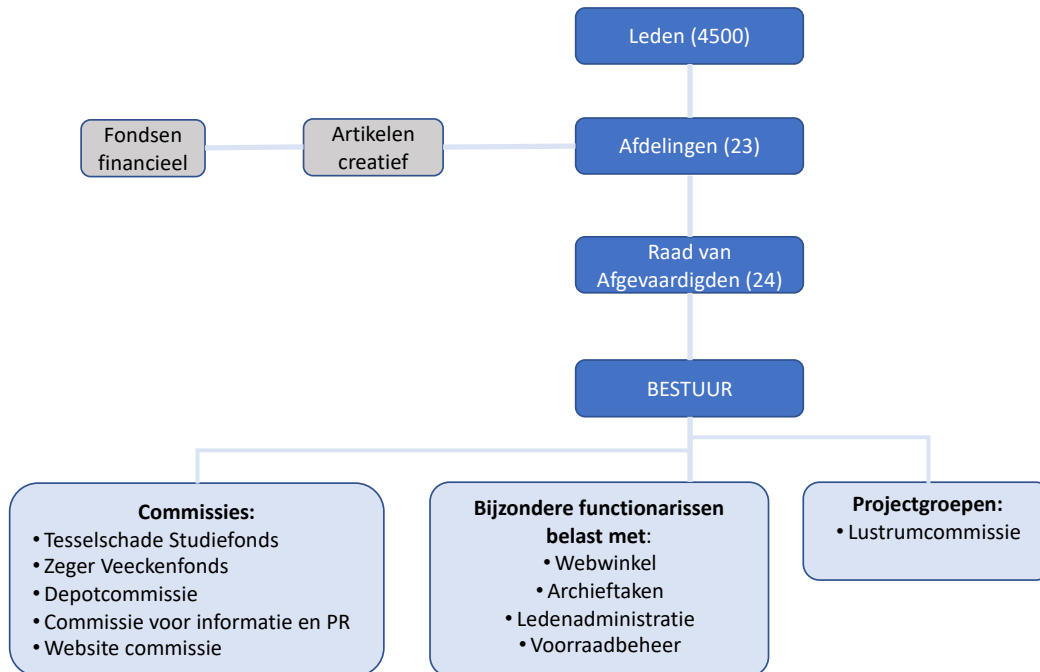 Leden (4500)
Fondsen
financieel
Artikelen
creatief
Afdelingen (23)
Raad van
Afgevaardigden (24)
BESTUUR
Commissies:
• Tesselschade Studiefonds
• Zeger Veeckenfonds
• Depotcommissie
• Commissie voor informatie en PR
• Website commissie
Bijzondere functionarissen
belast met:
• Webwinkel
• Archieftaken
• Ledenadministratie
• Voorraadbeheer
Projectgroepen:
• Lustrumcommissie